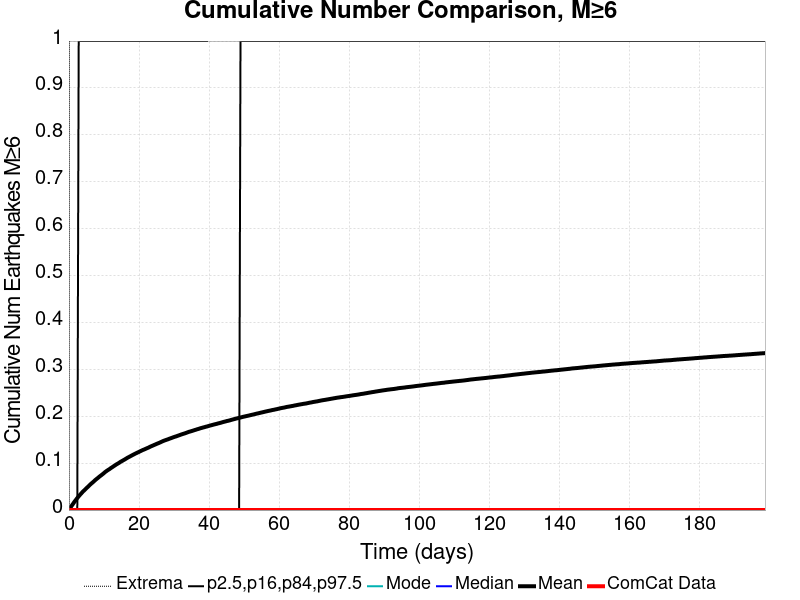 Cumulative Number Comparison, M≥6
Cumulative Num Earthquakes M≥6
1
0.9
0.8
0.7
0.6
0.5
0.4
0.3
0.2
0.1
0
0 20 40 60 80 100 120 140 160 180
Time (days)
Extrema p2.5,p16,p84,p97.5 Mode Median Mean ComCat Data